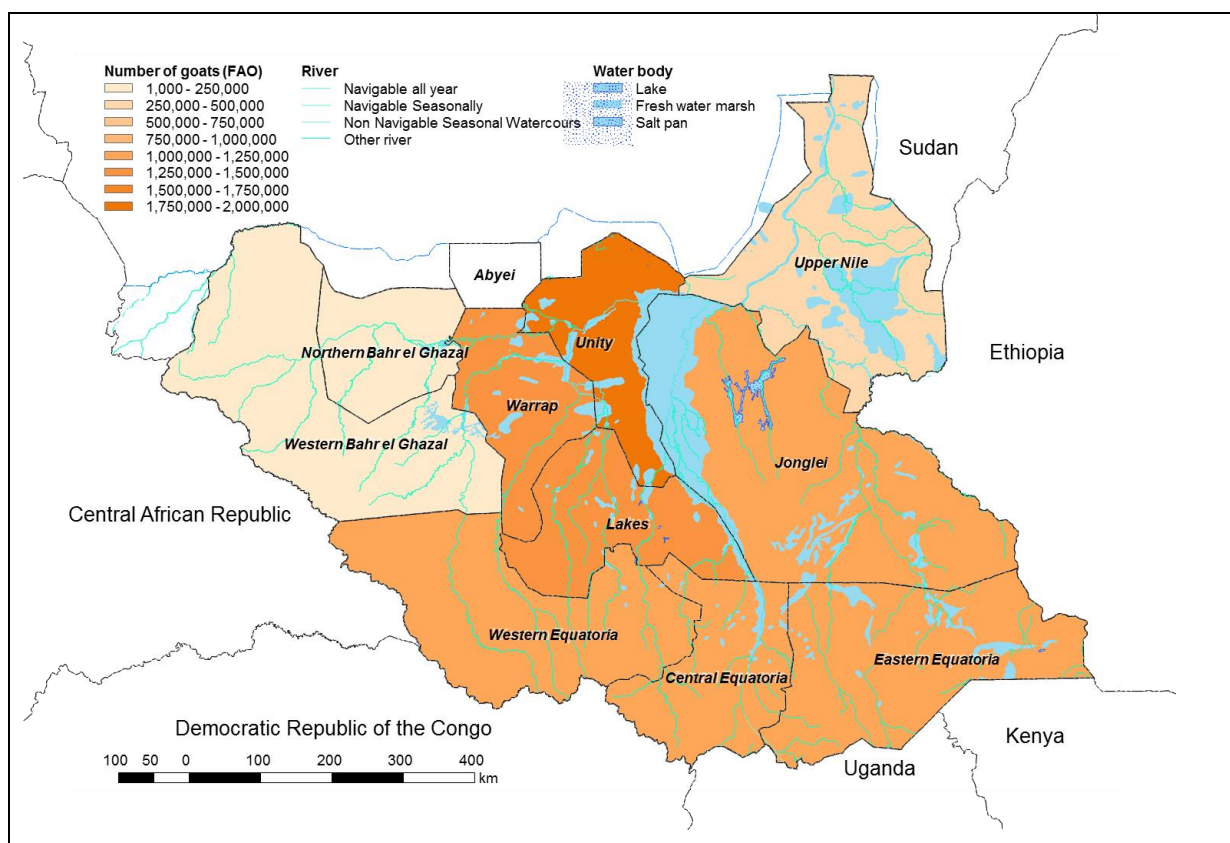 Number of goats (FAO)
1,000 - 250,000
250,000 - 500,000
500,000 - 750,000
750,000 - 1,000,000
1,000,000 - 1,250,000
1,250,000 - 1,500,000
1,500,000 - 1,750,000
1,750,000 - 2,000,000
River
Navigable all year
Navigable Seasonally
Non Navigable Seasonal Watercours
Other river
Water body
Lake
Fresh water marsh
Salt pan
Sudan
Upper Nile
Abyei
Unity
Ethiopia
Northern Bahr el Ghazal
Warrap
Western Bahr el Ghazal
Jonglei
Central African Republic
Lakes
Western Equatoria
Eastern Equatoria
Central Equatoria
Democratic Republic of the Congo
Kenya
Uganda
100 50 0 100 200 300 400
km